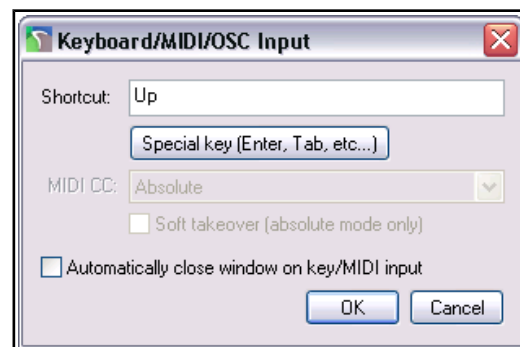 Keyboard/MIDI/OSC Input
Shortcut: Up
Special key (Enter, Tab, etc...)
MIDI CC: Absolute
Soft takeover (absolute mode only)
Automatically close window on key/MIDI input
OK Cancel